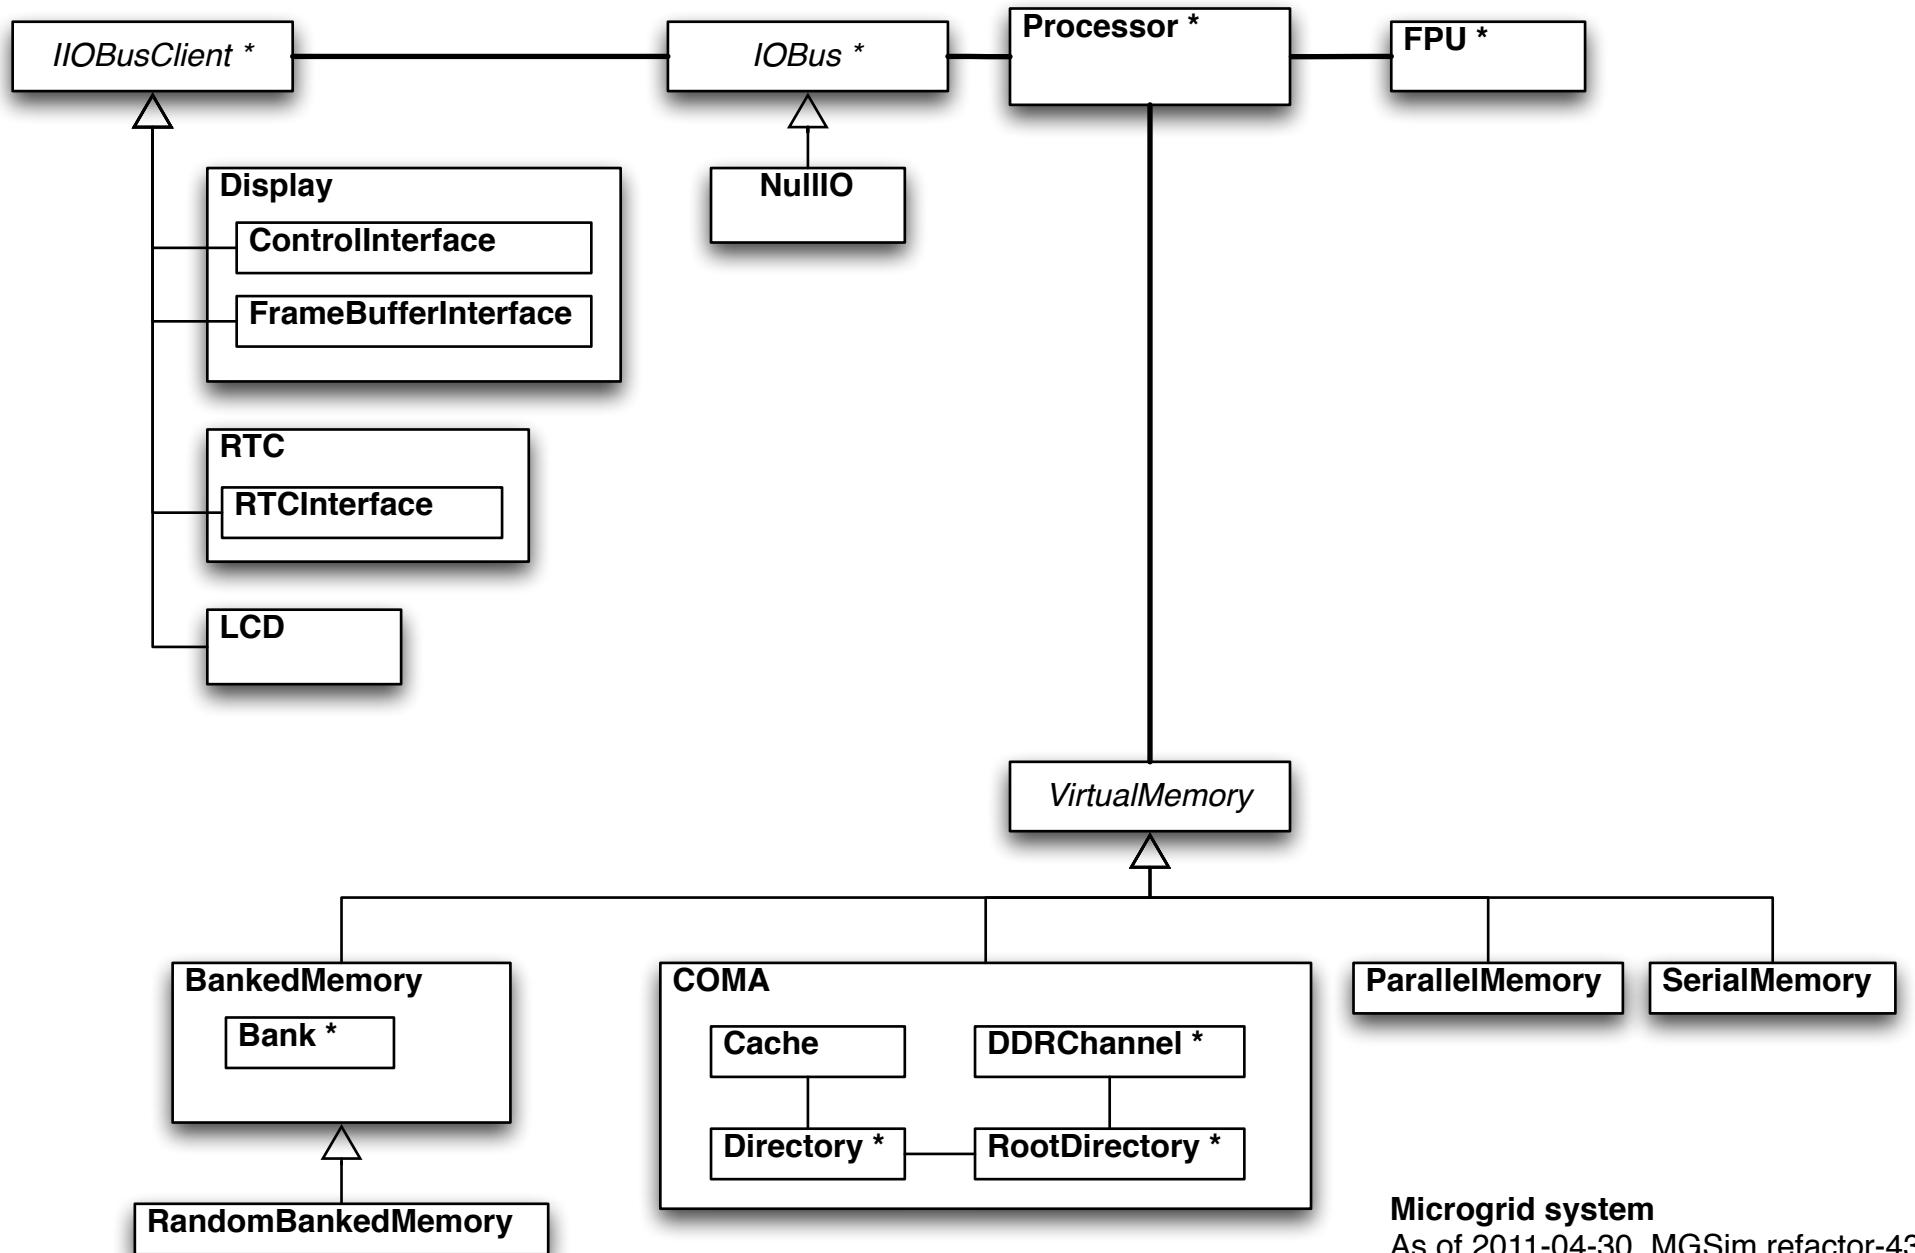 IIOBusClient *
IOBus *
Processor *
FPU *
Display
ControlInterface
FrameBufferInterface
NullIO
RTC
RTCInterface
LCD
VirtualMemory
BankedMemory
Bank *
COMA
Cache
DDRChannel *
Directory *
RootDirectory *
ParallelMemory
SerialMemory
RandomBankedMemory
Microgrid system
As of 2011-04-30, MGSim refactor-43